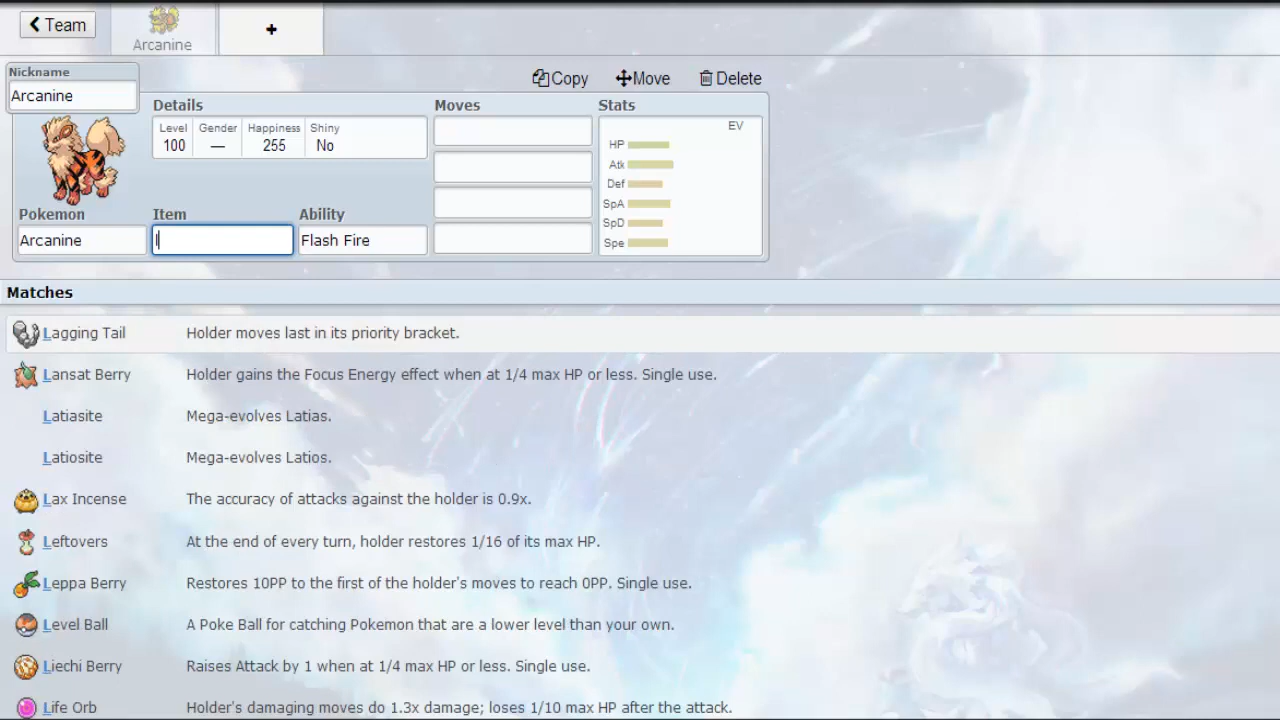 Team
Arcanine
+
Nickname
Arcanine
Copy Move Delete
Details
Level Gender Happiness Shiny
100 — 255 No
Moves
Stats
EV
HP
Atk
Def
SpA
SpD
Spe
Pokemon Item Ability
Arcanine l Flash Fire
Matches
Lagging Tail Holder moves last in its priority bracket.
Lansat Berry Holder gains the Focus Energy effect when at 1/4 max HP or less. Single use.
Latiasite Mega-evolves Latias.
Latiosite Mega-evolves Latios.
Lax Incense The accuracy of attacks against the holder is 0.9x.
Leftovers At the end of every turn, holder restores 1/16 of its max HP.
Leppa Berry Restores 10PP to the first of the holder's moves to reach 0PP. Single use.
Level Ball A Poke Ball for catching Pokemon that are a lower level than your own.
Liechi Berry Raises Attack by 1 when at 1/4 max HP or less. Single use.
Life Orb Holder's damaging moves do 1.3x damage; loses 1/10 max HP after the attack.